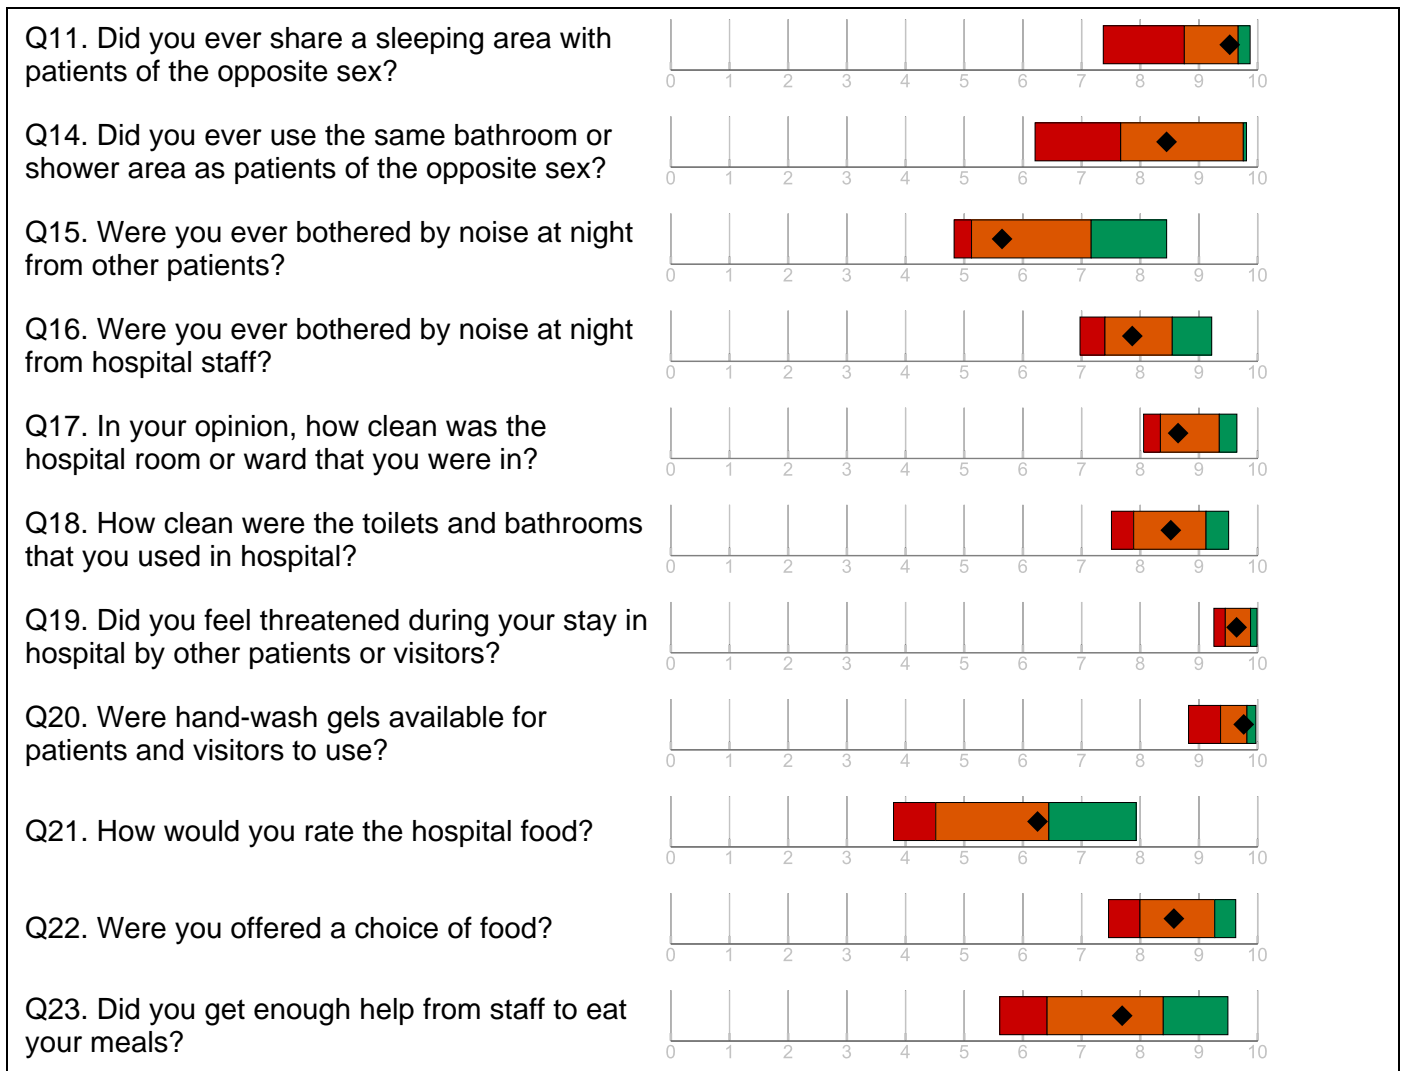 Q11. Did you ever share a sleeping area with
patients of the opposite sex?
0 1 2 3 4 5 6 7 8 9 10
Q14. Did you ever use the same bathroom or
shower area as patients of the opposite sex?
0 1 2 3 4 5 6 7 8 9 10
Q15. Were you ever bothered by noise at night
from other patients?
0 1 2 3 4 5 6 7 8 9 10
Q16. Were you ever bothered by noise at night
from hospital staff?
0 1 2 3 4 5 6 7 8 9 10
Q17. In your opinion, how clean was the
hospital room or ward that you were in?
0 1 2 3 4 5 6 7 8 9 10
Q18. How clean were the toilets and bathrooms
that you used in hospital?
0 1 2 3 4 5 6 7 8 9 10
Q19. Did you feel threatened during your stay in
hospital by other patients or visitors?
0 1 2 3 4 5 6 7 8 9 10
Q20. Were hand-wash gels available for
patients and visitors to use?
0 1 2 3 4 5 6 7 8 9 10
Q21. How would you rate the hospital food?
0 1 2 3 4 5 6 7 8 9 10
Q22. Were you offered a choice of food?
0 1 2 3 4 5 6 7 8 9 10
Q23. Did you get enough help from staff to eat
your meals?
0 1 2 3 4 5 6 7 8 9 10